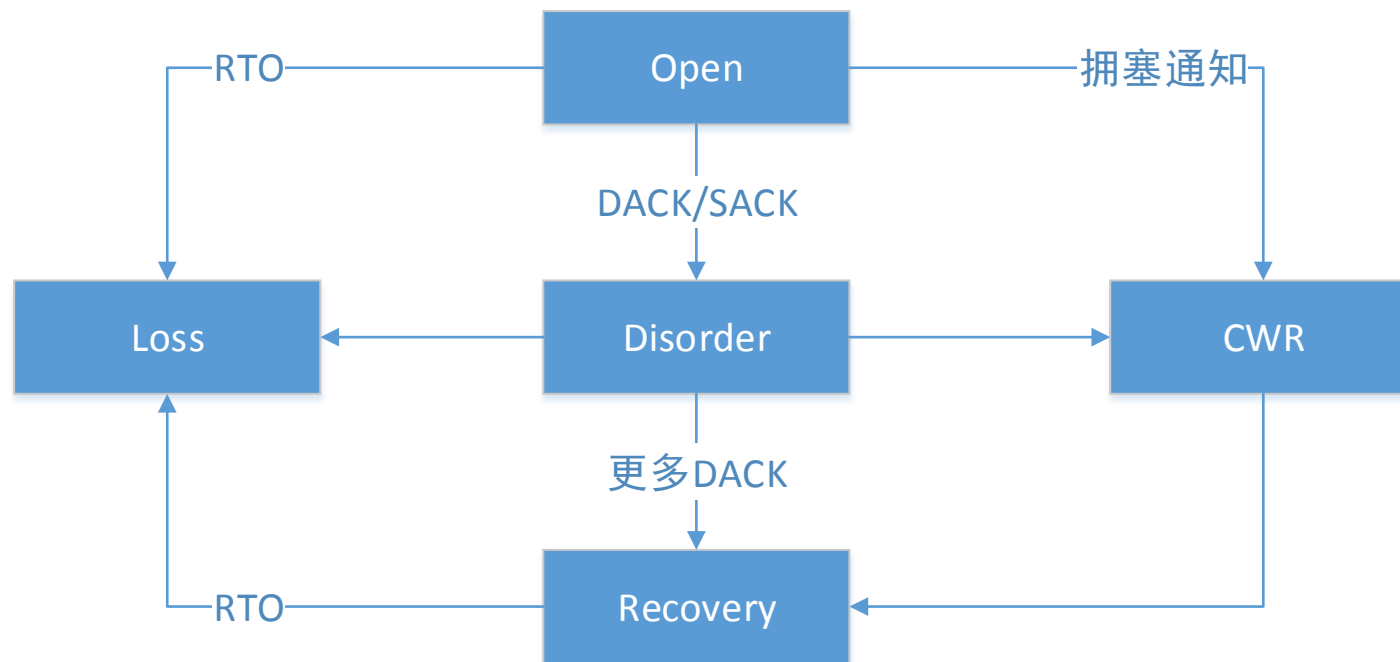 Open
RTO
拥塞通知
DACK/SACK
Loss
Disorder
CWR
更多DACK
RTO
Recovery